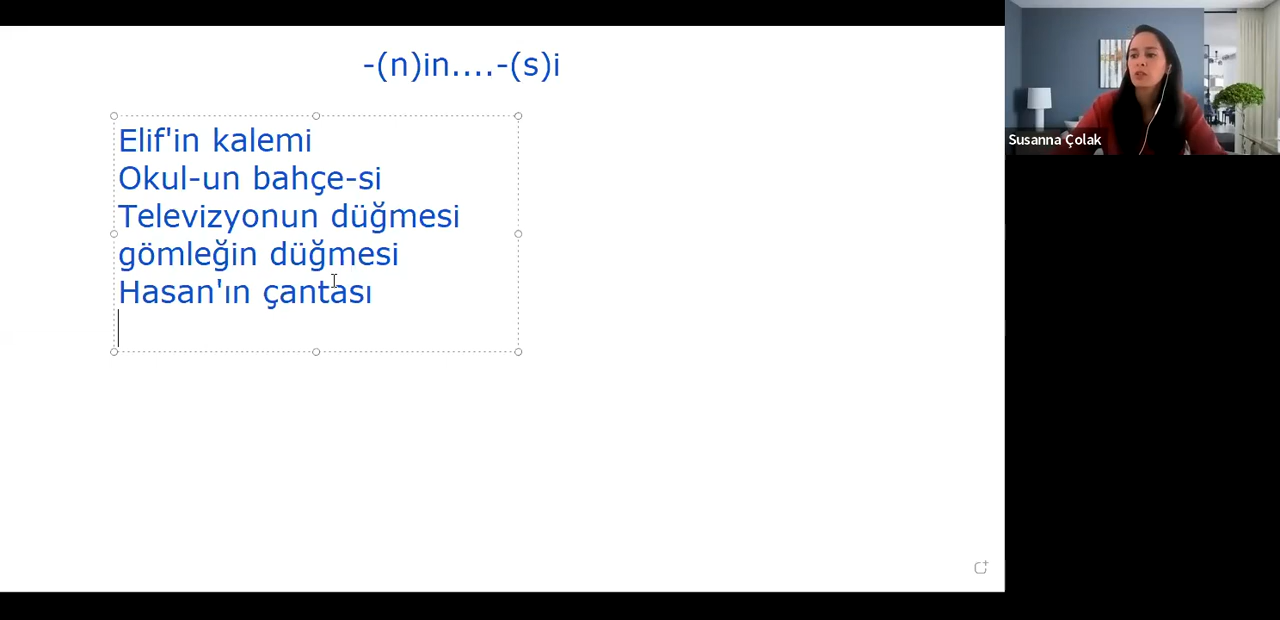 -(n)in....-(s)i
Elif'in kalemi
Okul-un bahçe-si
Televizyonun düğmesi
gömleğin düğmesi
Hasan'ın çantası
Susanna Çolak